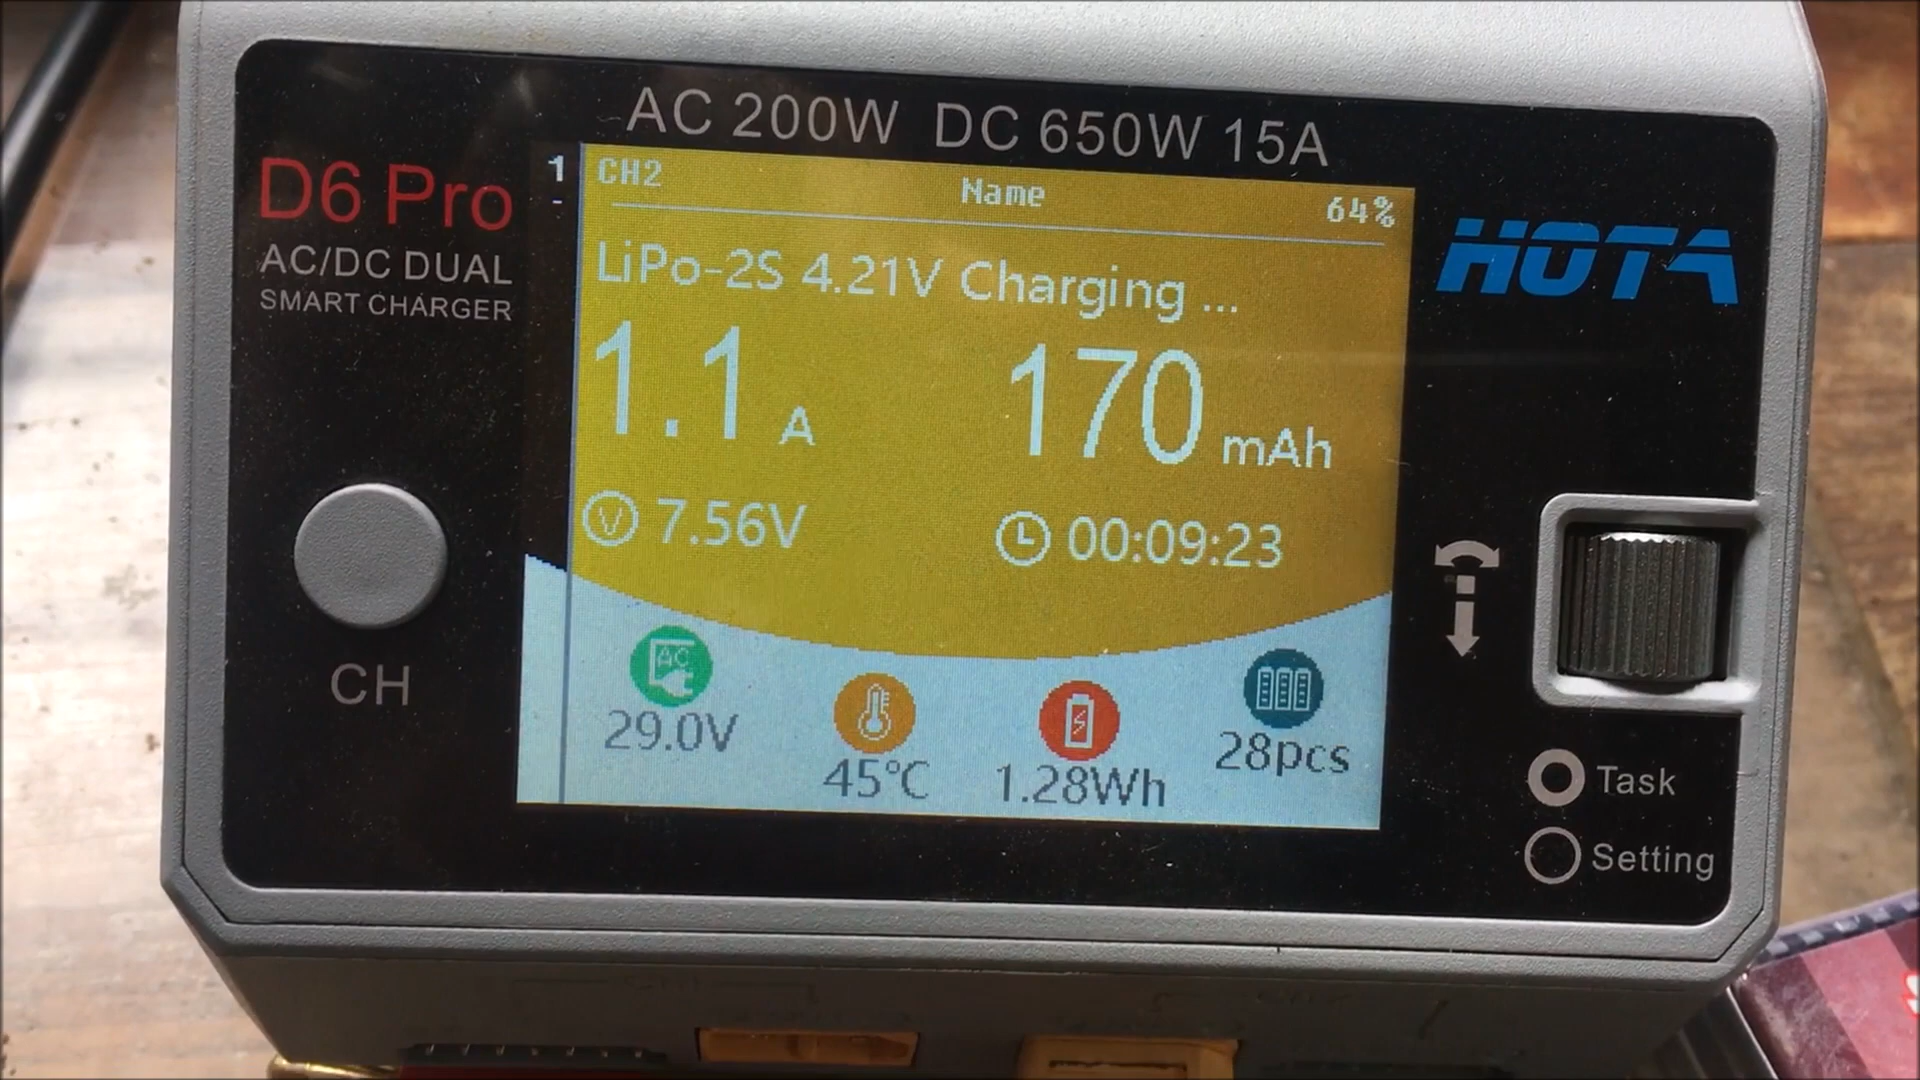 AC 200W DC 650W 15A
D6 Pro
AC/DC DUAL
SMART CHARGER
1
-
CH2
Name
64%
HOTA
LiPo-2S 4.21V Charging ...
1.1 A
170 mAh
7.56V
00:09:23
CH
AC
29.0V
45℃
1.28Wh
28pcs
Task
Setting